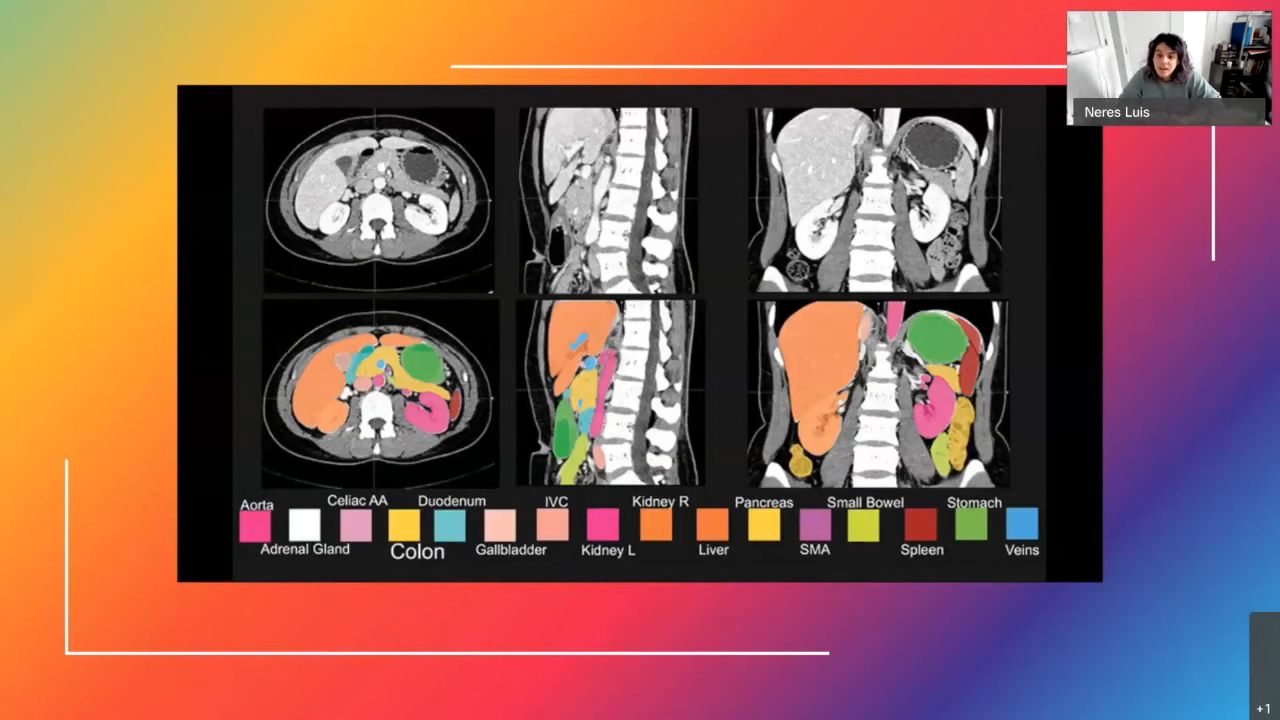 Neres Luis
Aorta
Celiac AA
Duodenum
IVC
Kidney R
Pancreas
Small Bowel
Stomach
Adrenal Gland
Colon
Gallbladder
Kidney L
Liver
SMA
Spleen
Veins
+1